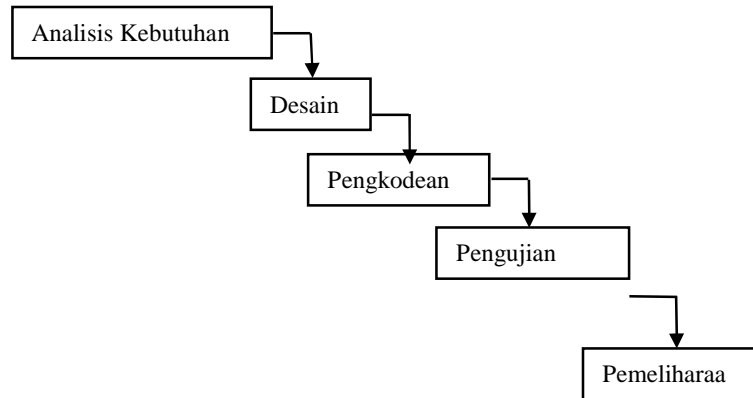 Analisis Kebutuhan
Desain
Pengkodean
Pengujian
Pemeliharaa